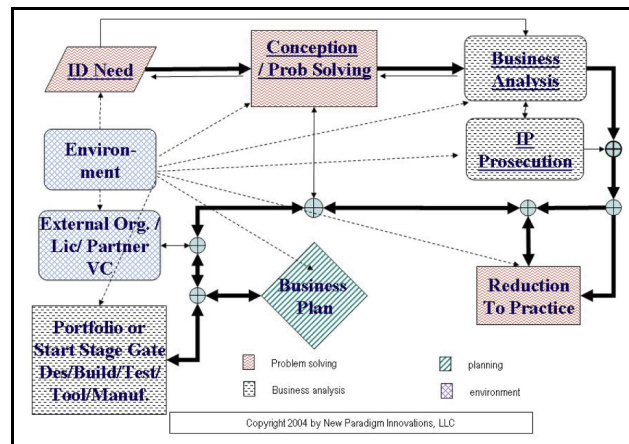 ID Need
Conception
/ Prob Solving
Business
Analysis
Environ-
ment
IP
Prosecution
External Org. /
Lic/ Partner
VC
Business
Plan
Reduction
To Practice
Portfolio or
Start Stage Gate
Des/Build/Test/
Tool/Manuf.
Problem solving
planning
Business analysis
environment
Copyright 2004 by New Paradigm Innovations, LLC